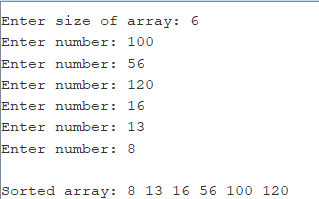 Enter size of array: 6
Enter number: 100
Enter number: 56
Enter number: 120
Enter number: 16
Enter number: 13
Enter number: 8
Sorted array: 8 13 16 56 100 120